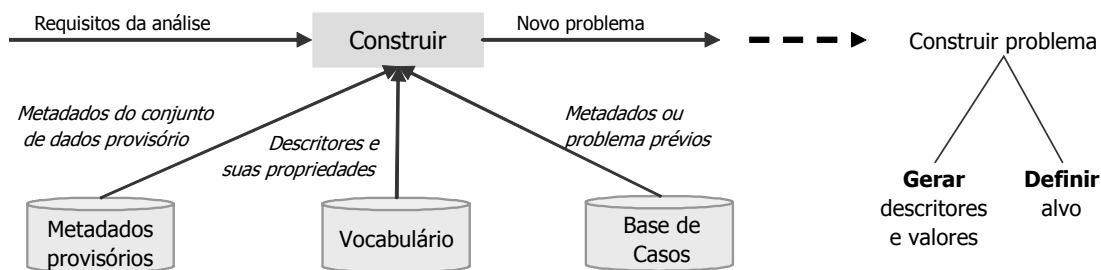 Requisitos da análise
Construir
Novo problema
Construir problema
Metadados do conjunto
de dados provisório
Descritores e
suas propriedades
Metadados ou
problema prévios
Gerar
descritores
e valores
Definir
alvo
Metadados
provisórios
Vocabulário
Base de
Casos